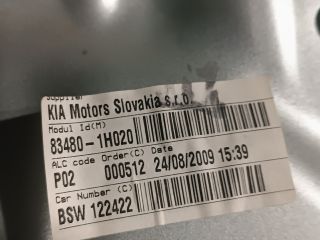 Supplier
KIA Motors Slovakia s.r.o.
Modul Id(M)
83480-1H020
ALC code Order(C) Date
P02 000512 24/08/2009 15:39
Car Number (C)
BSW 122422